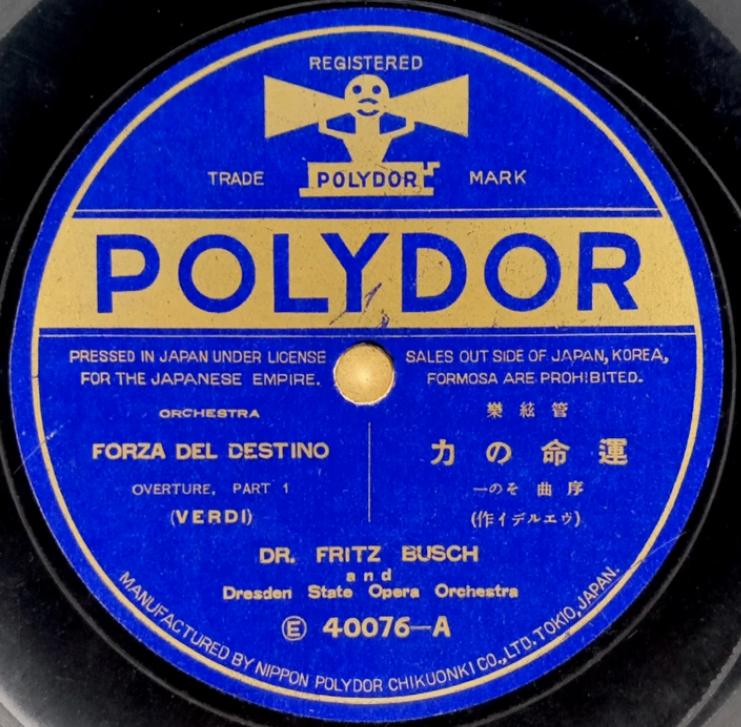 REGISTERED
TRADE POLYDOR MARK
POLYDOR
PRESSED IN JAPAN UNDER LICENSE
FOR THE JAPANESE EMPIRE.
SALES OUT SIDE OF JAPAN, KOREA,
FORMOSA ARE PROHIBITED.
ORCHESTRA
FORZA DEL DESTINO
OVERTURE, PART 1
(VERDI)
管絃樂
運命の力
序曲 その一
(ヴエルデイ作)
DR. FRITZ BUSCH
and
Dresden State Opera Orchestra
Ⓔ 40076-A
MANUFACTURED BY NIPPON POLYDOR CHIKUONKI CO., LTD. TOKIO, JAPAN.